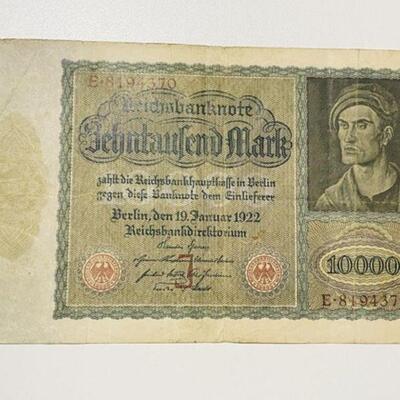 E·8194370
Reichsbanknote
Zehntausend Mark
zahlt die Reichsbankhauptkasse in Berlin
gegen diese Banknote dem Einlieferer
Berlin, den 19. Januar 1922
Reichsbankdirektorium
J
10000
E·819437